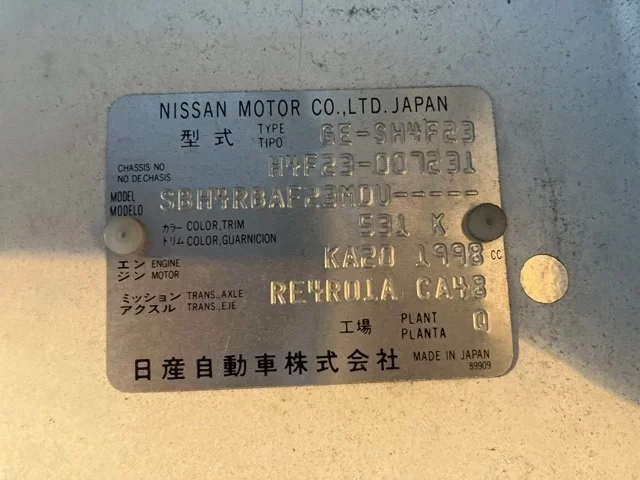 NISSAN MOTOR CO.,LTD. JAPAN
型式 TYPE TIPO GE-SH4F23
CHASSIS NO NO DE CHASIS H4F23-007231
MODEL MODELO SBH4RBAF23MDU-----
カラー COLOR,TRIM トリム COLOR,GUARNICION 531 K
エンジン ENGINE MOTOR KA20 1998 CC
ミッション TRANS.,AXLE アクスル TRANS.,EJE RE4R01A CA48
工場 PLANT PLANTA Q
日産自動車株式会社 MADE IN JAPAN
89909